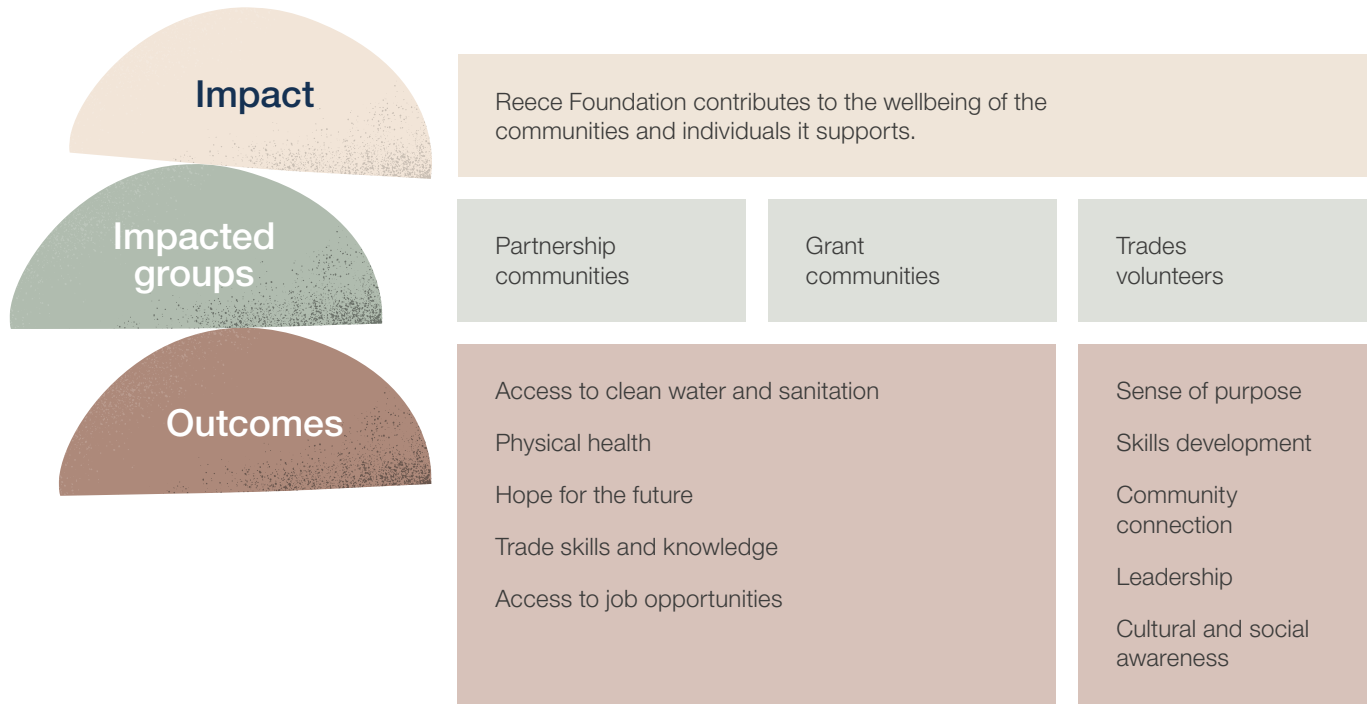 Impact
Reece Foundation contributes to the wellbeing of the
communities and individuals it supports.
Impacted
groups
Partnership
communities
Grant
communities
Trades
volunteers
Outcomes
Access to clean water and sanitation
Physical health
Hope for the future
Trade skills and knowledge
Access to job opportunities
Sense of purpose
Skills development
Community
connection
Leadership
Cultural and social
awareness